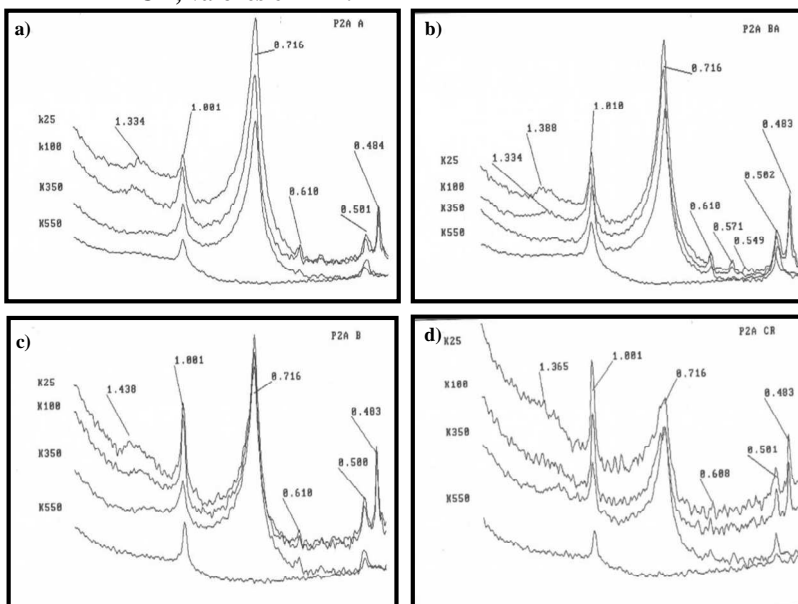 a)
P2A A
0.716
k25
1.334
1.001
k100
0.484
K350
0.610
0.501
K550
b)
P2A BA
0.716
1.010
0.483
1.388
K25
1.334
K100
0.502
K350
0.610
0.571
K550
0.549
c)
P2A B
1.001
0.716
K25
1.438
K100
0.483
K350
0.500
0.610
K550
d)
P2A CR
K25
1.365
1.001
0.716
K100
0.483
K350
0.501
0.608
K550